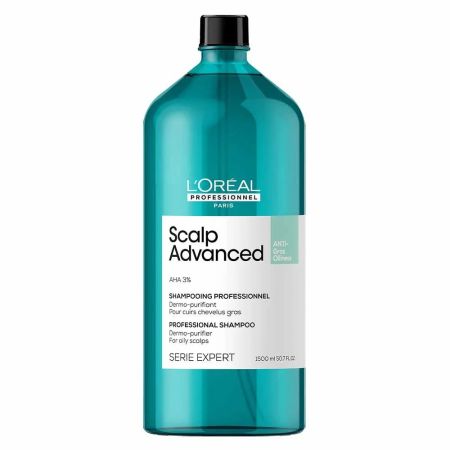 L'ORÉAL
PROFESSIONNEL
PARIS
Scalp
Advanced
ANTI-
Gras
Oiliness
AHA 3%
SHAMPOOING PROFESSIONNEL
Dermo-purifiant
Pour cuirs chevelus gras
PROFESSIONAL SHAMPOO
Dermo-purifier
For oily scalps
SERIE EXPERT
1500 ml 50.7 FL.OZ